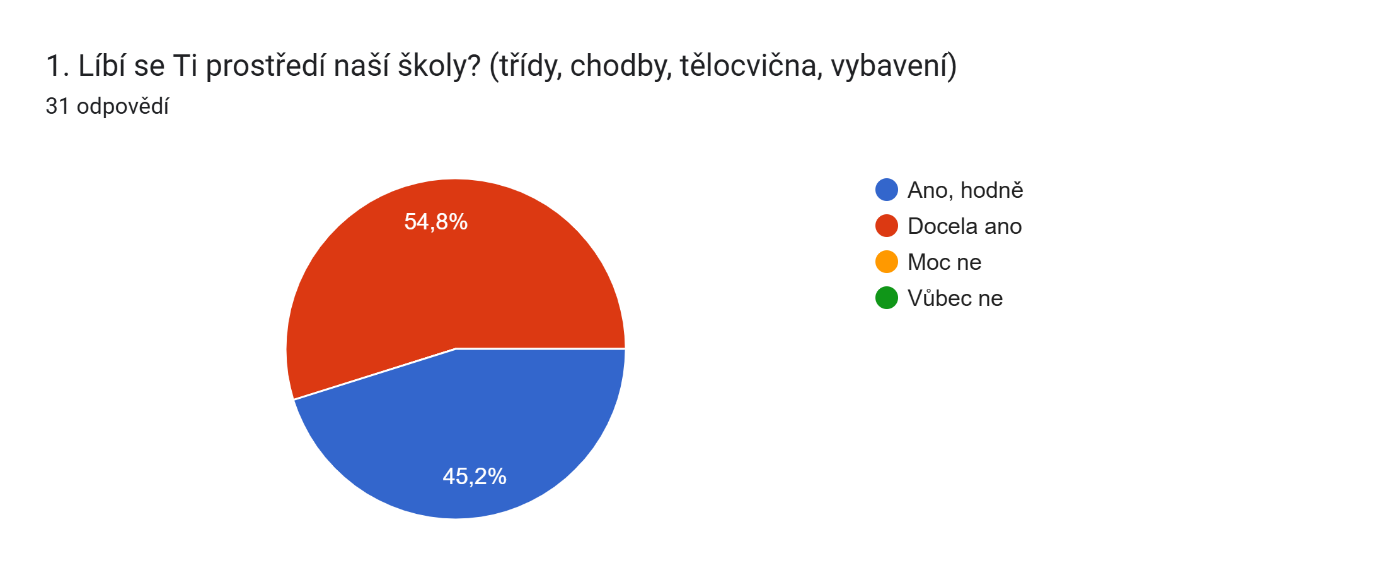 1. Líbí se Ti prostředí naší školy? (třídy, chodby, tělocvična, vybavení)
31 odpovědí
54,8%
45,2%
Ano, hodně
Docela ano
Moc ne
Vůbec ne